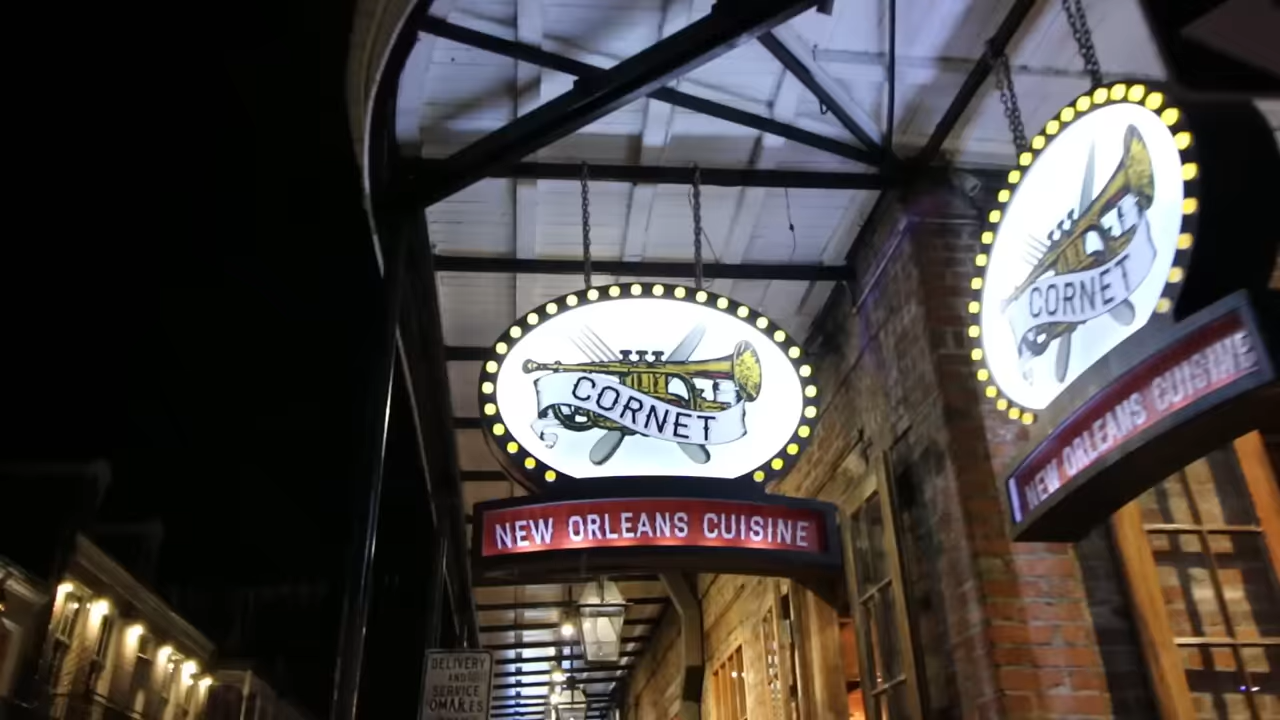 CORNET
NEW ORLEANS CUISINE
CORNET
NEW ORLEANS CUISINE
DELIVERY
AND
SERVICE